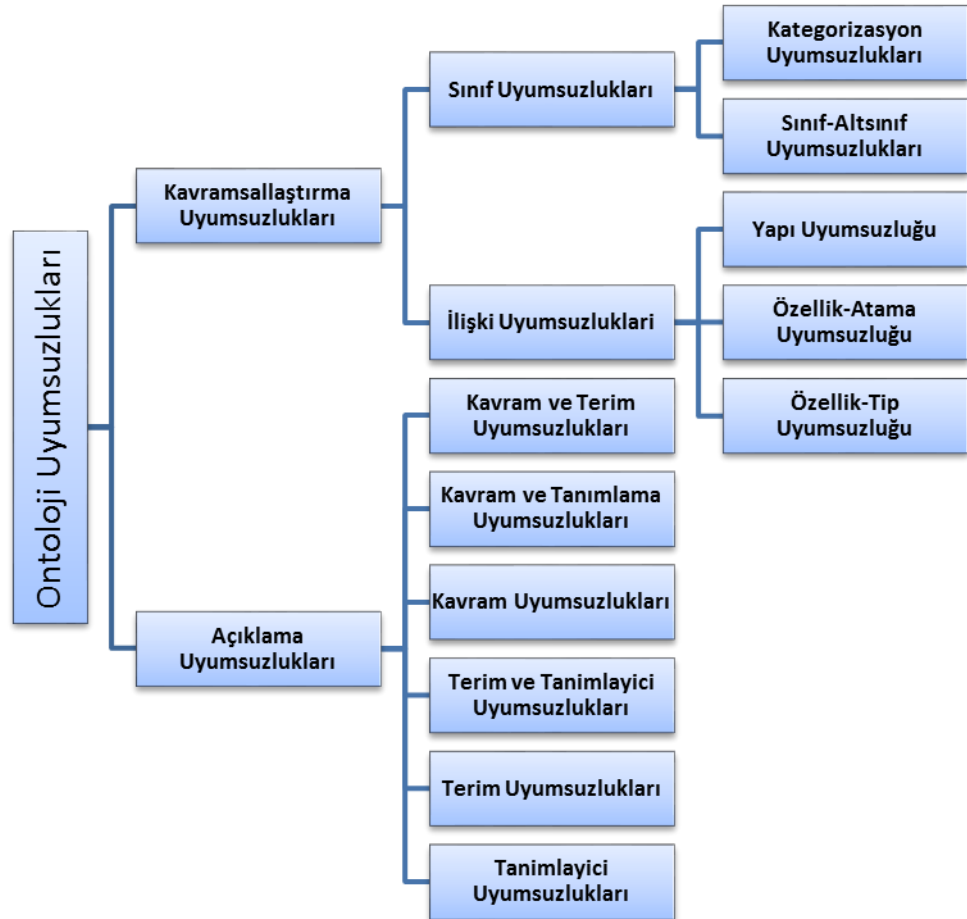 Ontoloji Uyumsuzlukları
Kavramsallaştırma
Uyumsuzlukları
Sınıf Uyumsuzlukları
Kategorizasyon
Uyumsuzlukları
Sınıf-Altsınıf
Uyumsuzlukları
İlişki Uyumsuzluklari
Yapı Uyumsuzluğu
Özellik-Atama
Uyumsuzluğu
Özellik-Tip
Uyumsuzluğu
Açıklama
Uyumsuzlukları
Kavram ve Terim
Uyumsuzlukları
Kavram ve Tanımlama
Uyumsuzlukları
Kavram Uyumsuzlukları
Terim ve Tanimlayici
Uyumsuzlukları
Terim Uyumsuzlukları
Tanimlayici
Uyumsuzlukları